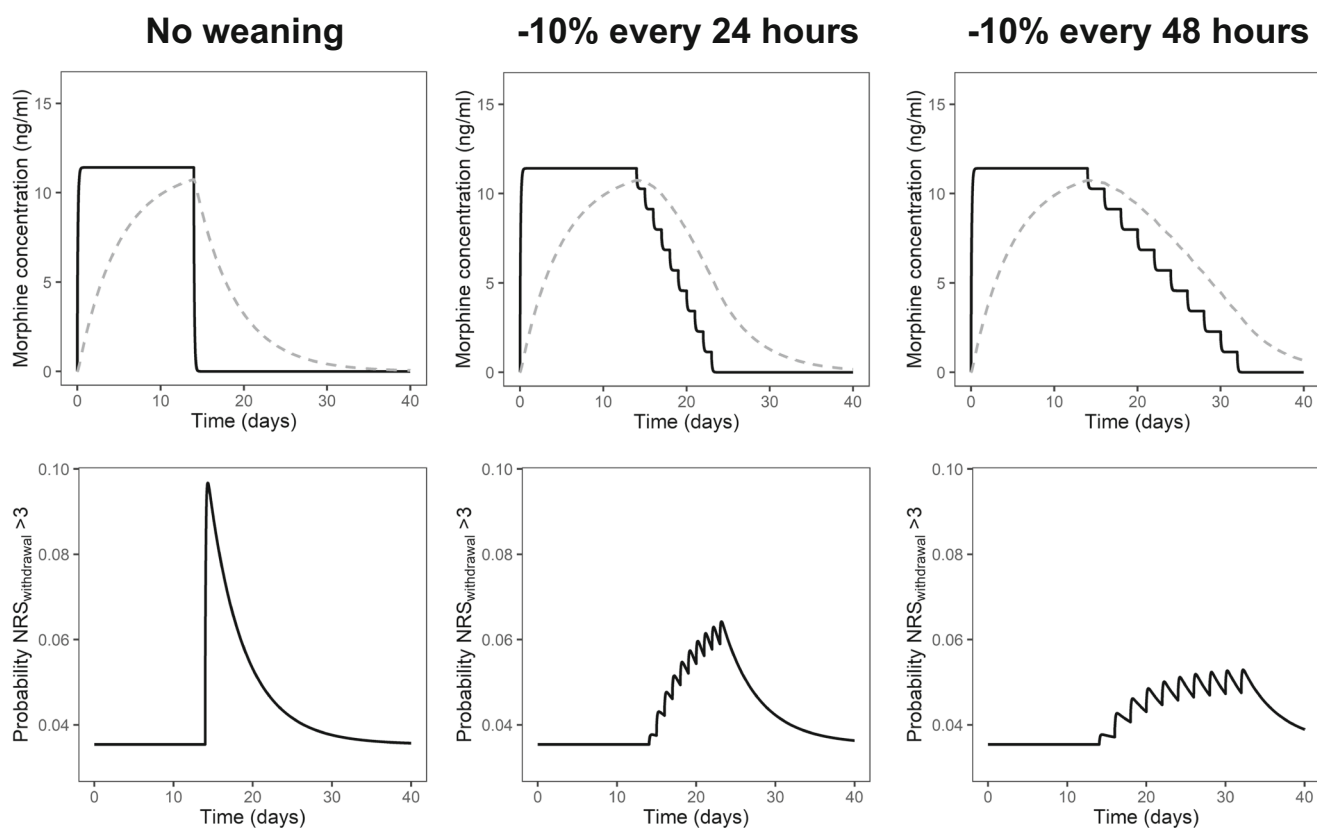 No weaning
-10% every 24 hours
-10% every 48 hours
Morphine concentration (ng/ml)
15
10
5
0
0 10 20 30 40
Time (days)
Morphine concentration (ng/ml)
15
10
5
0
0 10 20 30 40
Time (days)
Morphine concentration (ng/ml)
15
10
5
0
0 10 20 30 40
Time (days)
Probability NRSwithdrawal >3
0.10
0.08
0.06
0.04
0 10 20 30 40
Time (days)
Probability NRSwithdrawal >3
0.10
0.08
0.06
0.04
0 10 20 30 40
Time (days)
Probability NRSwithdrawal >3
0.10
0.08
0.06
0.04
0 10 20 30 40
Time (days)